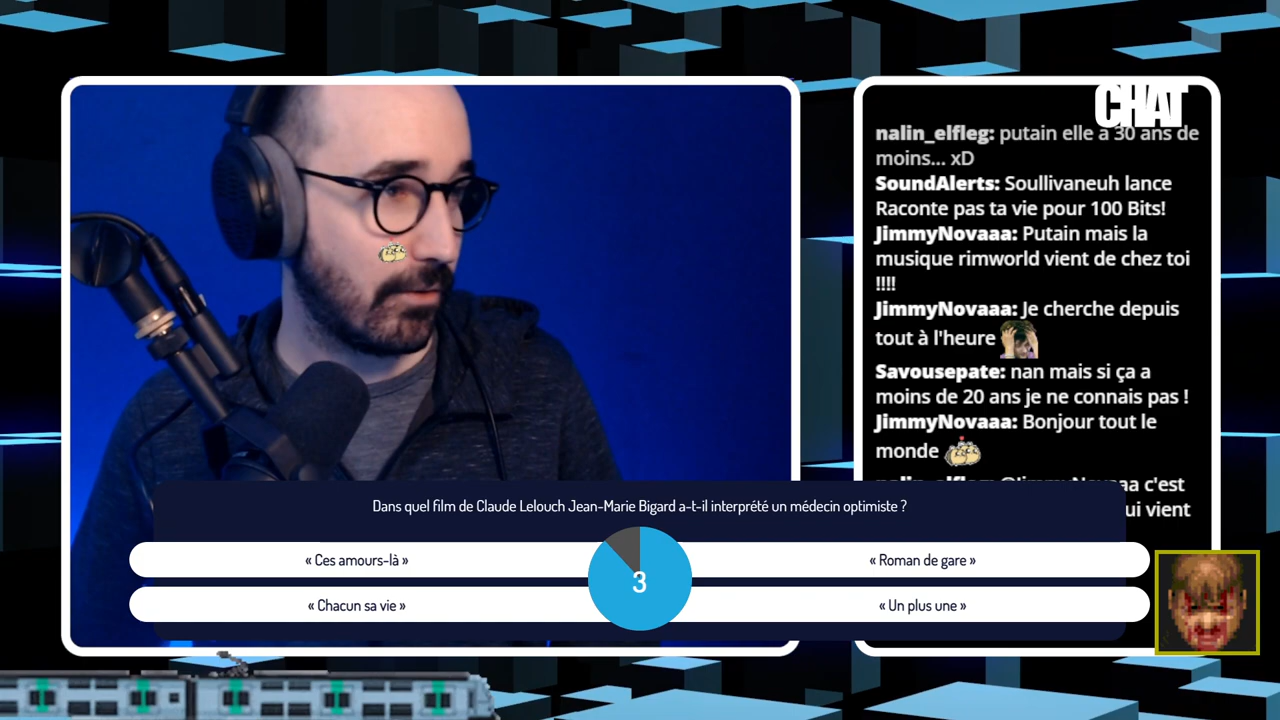 CHAT
nalin_elfleg: putain elle a 30 ans de
moins... xD
SoundAlerts: Soullivaneuh lance
Raconte pas ta vie pour 100 Bits!
JimmyNovaaa: Putain mais la
musique rimworld vient de chez toi
!!!!
JimmyNovaaa: Je cherche depuis
tout à l'heure
Savousepate: nan mais si ça a
moins de 20 ans je ne connais pas !
JimmyNovaaa: Bonjour tout le
monde
c'est
vient
Dans quel film de Claude Lelouch Jean-Marie Bigard a-t-il interprété un médecin optimiste ?
« Ces amours-là »
« Roman de gare »
3
« Chacun sa vie »
« Un plus une »